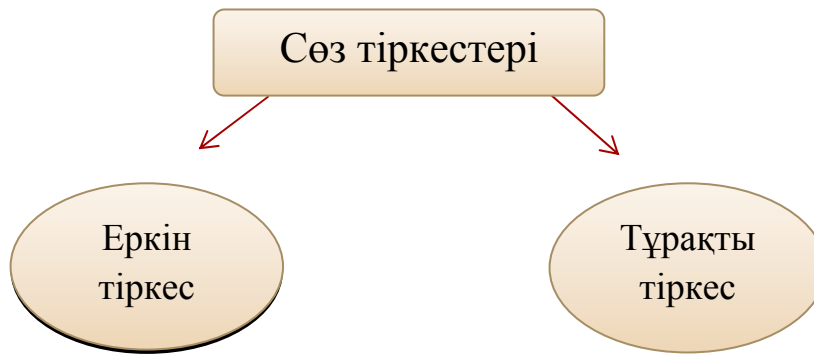 Сөз тіркестері
Еркін
тіркес
Тұрақты
тіркес